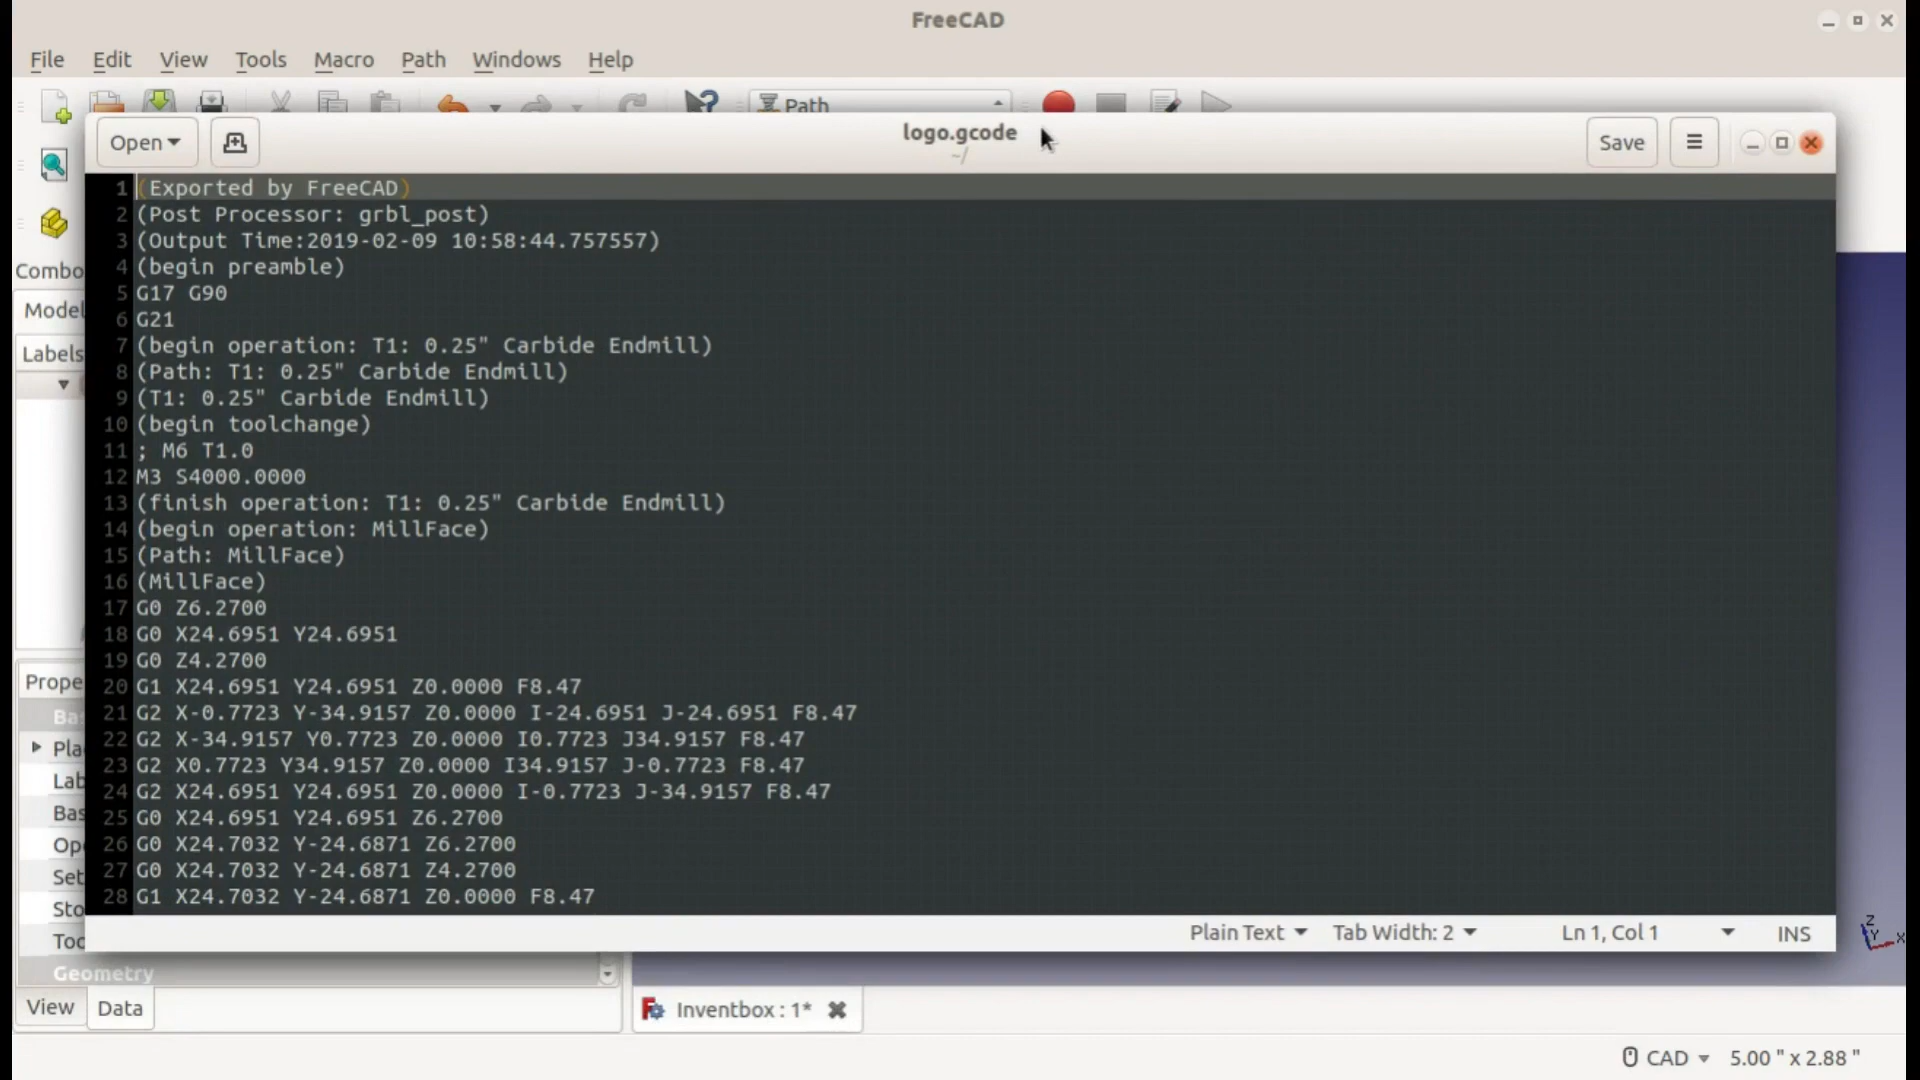 FreeCAD
File Edit View Tools Macro Path Windows Help
Path
Open
logo.gcode
~/
Save
1 (Exported by FreeCAD)
2 (Post Processor: grbl_post)
3 (Output Time:2019-02-09 10:58:44.757557)
4 (begin preamble)
5 G17 G90
6 G21
7 (begin operation: T1: 0.25" Carbide Endmill)
8 (Path: T1: 0.25" Carbide Endmill)
9 (T1: 0.25" Carbide Endmill)
10 (begin toolchange)
11 ; M6 T1.0
12 M3 S4000.0000
13 (finish operation: T1: 0.25" Carbide Endmill)
14 (begin operation: MillFace)
15 (Path: MillFace)
16 (MillFace)
17 G0 Z6.2700
18 G0 X24.6951 Y24.6951
19 G0 Z4.2700
20 G1 X24.6951 Y24.6951 Z0.0000 F8.47
21 G2 X-0.7723 Y-34.9157 Z0.0000 I-24.6951 J-24.6951 F8.47
22 G2 X-34.9157 Y0.7723 Z0.0000 I0.7723 J34.9157 F8.47
23 G2 X0.7723 Y34.9157 Z0.0000 I34.9157 J-0.7723 F8.47
24 G2 X24.6951 Y24.6951 Z0.0000 I-0.7723 J-34.9157 F8.47
25 G0 X24.6951 Y24.6951 Z6.2700
26 G0 X24.7032 Y-24.6871 Z6.2700
27 G0 X24.7032 Y-24.6871 Z4.2700
28 G1 X24.7032 Y-24.6871 Z0.0000 F8.47
Plain Text Tab Width: 2 Ln 1, Col 1 INS
Combo
Model
Labels
Prope
Ba
Pla
Lab
Bas
Ope
Set
Sto
Too
Geometry
View Data
Z
Y
X
Inventbox : 1*
CAD 5.00 " x 2.88 "